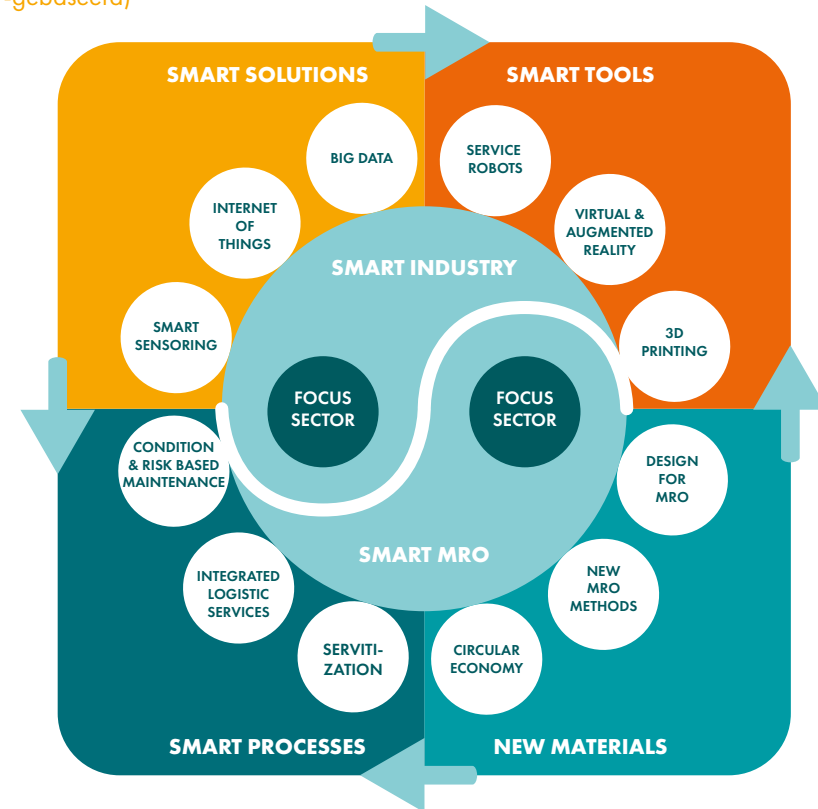 -gebaseerd)
SMART SOLUTIONS
SMART TOOLS
BIG DATA
SERVICE
ROBOTS
INTERNET
OF
THINGS
VIRTUAL &
AUGMENTED
REALITY
SMART INDUSTRY
SMART
SENSORING
3D
PRINTING
FOCUS
SECTOR
FOCUS
SECTOR
CONDITION
& RISK BASED
MAINTENANCE
DESIGN
FOR
MRO
SMART MRO
INTEGRATED
LOGISTIC
SERVICES
NEW
MRO
METHODS
SERVITI-
ZATION
CIRCULAR
ECONOMY
SMART PROCESSES
NEW MATERIALS